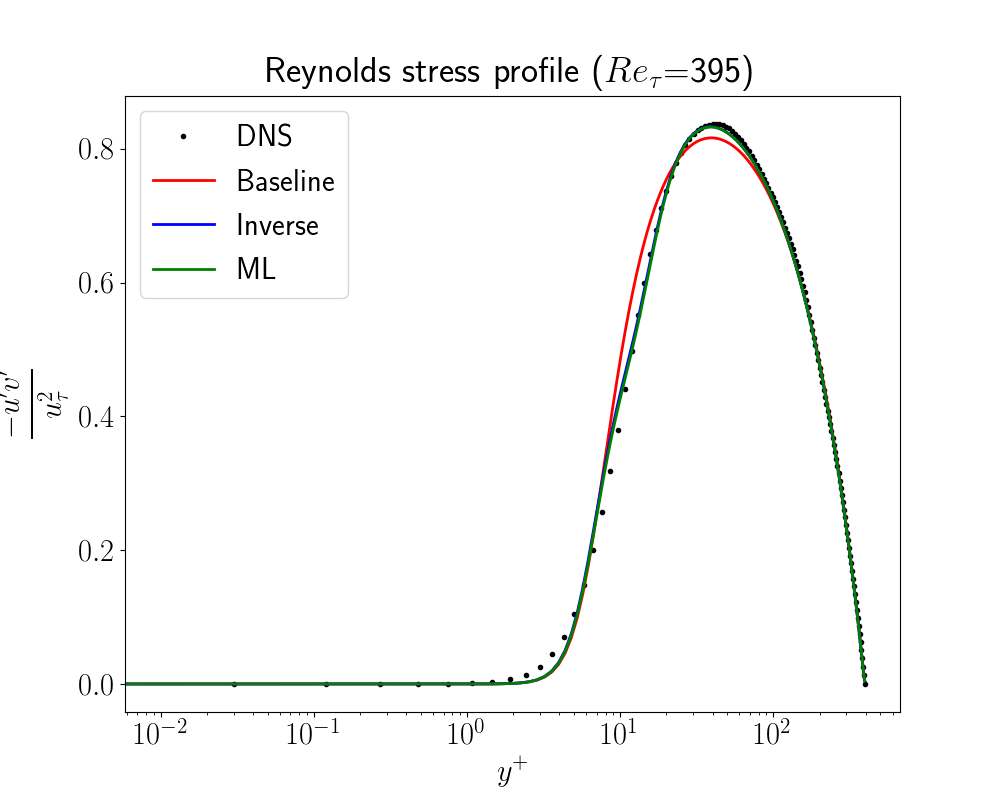 Reynolds stress profile (Re_τ=395)
DNS
Baseline
Inverse
ML
0.8
0.6
0.4
0.2
0.0
-u'v'
u_τ^2
10^-2
10^-1
10^0
10^1
10^2
y^+